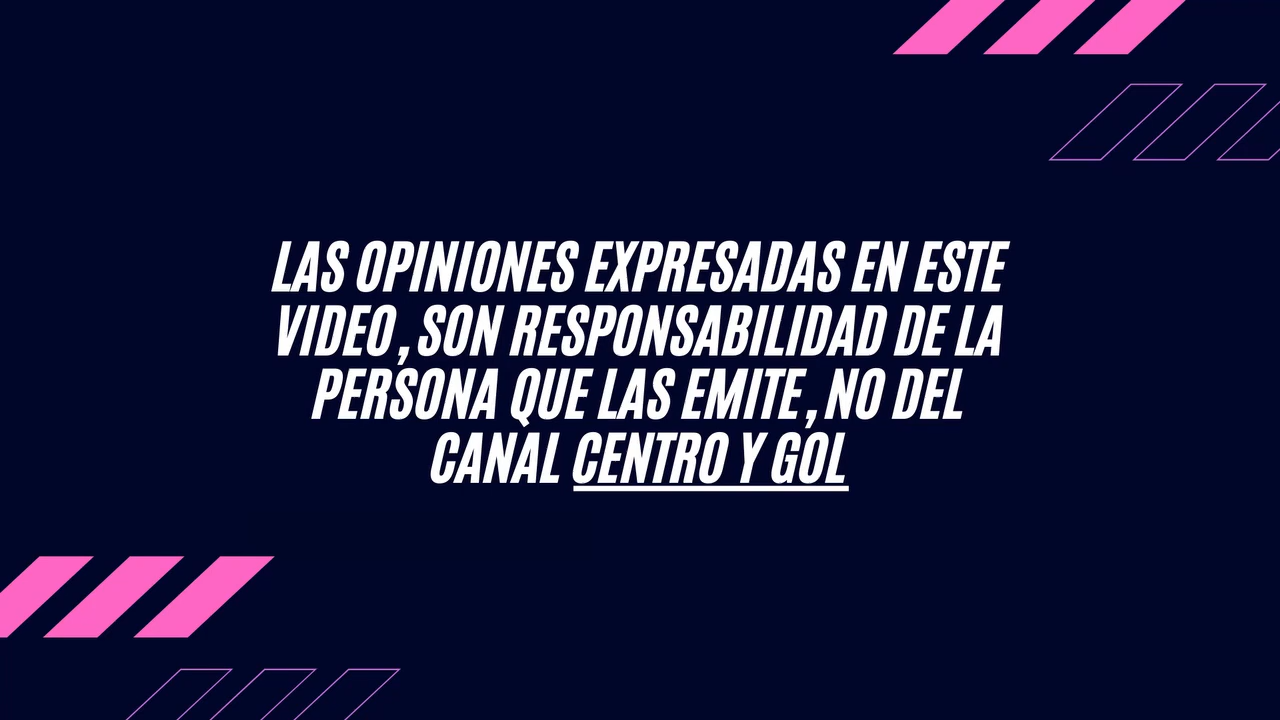 LAS OPINIONES EXPRESADAS EN ESTE
VIDEO , SON RESPONSABILIDAD DE LA
PERSONA QUE LAS EMITE , NO DEL
CANAL CENTRO Y GOL